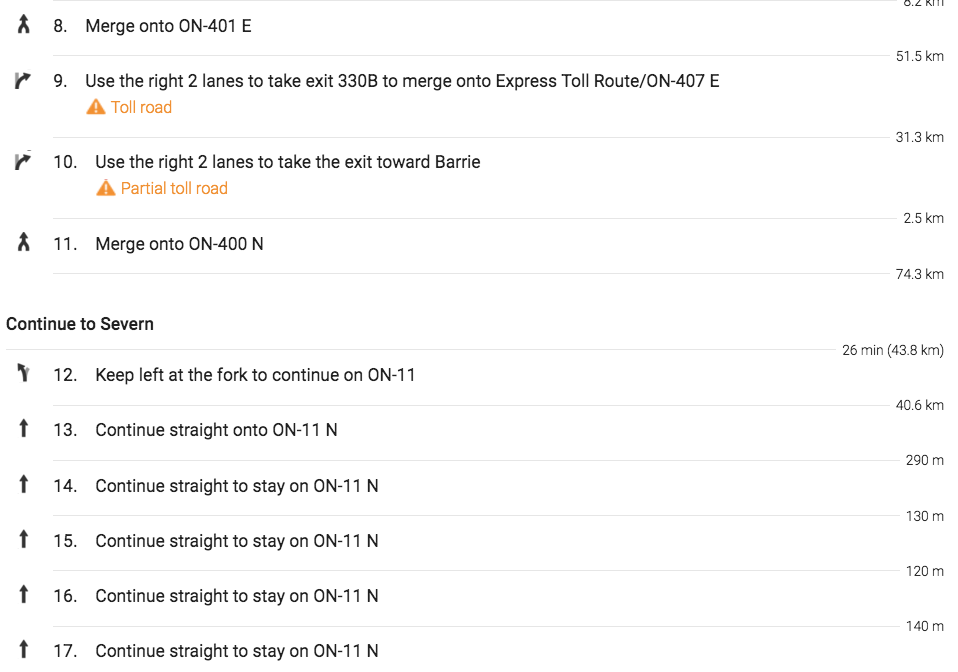 8.2 km
8. Merge onto ON-401 E
51.5 km
9. Use the right 2 lanes to take exit 330B to merge onto Express Toll Route/ON-407 E
Toll road
31.3 km
10. Use the right 2 lanes to take the exit toward Barrie
Partial toll road
2.5 km
11. Merge onto ON-400 N
74.3 km
Continue to Severn
26 min (43.8 km)
12. Keep left at the fork to continue on ON-11
40.6 km
13. Continue straight onto ON-11 N
290 m
14. Continue straight to stay on ON-11 N
130 m
15. Continue straight to stay on ON-11 N
120 m
16. Continue straight to stay on ON-11 N
140 m
17. Continue straight to stay on ON-11 N